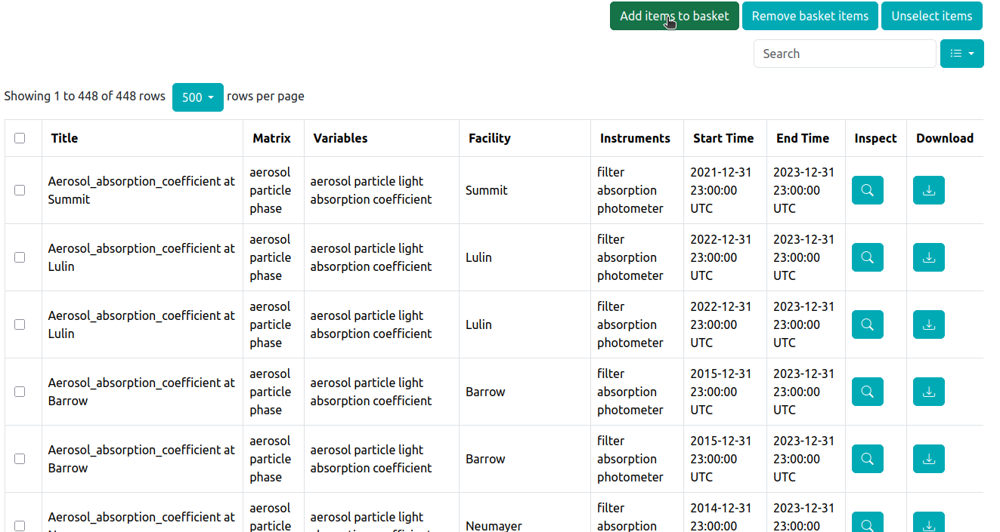 Add items to basket Remove basket items Unselect items
Search
Showing 1 to 448 of 448 rows 500 rows per page
Title Matrix Variables Facility Instruments Start Time End Time Inspect Download
Aerosol_absorption_coefficient at
Summit
aerosol
particle
phase
aerosol particle light
absorption coefficient
Summit
filter
absorption
photometer
2021-12-31
23:00:00
UTC
2023-12-31
23:00:00
UTC
Aerosol_absorption_coefficient at
Lulin
aerosol
particle
phase
aerosol particle light
absorption coefficient
Lulin
filter
absorption
photometer
2022-12-31
23:00:00
UTC
2023-12-31
23:00:00
UTC
Aerosol_absorption_coefficient at
Lulin
aerosol
particle
phase
aerosol particle light
absorption coefficient
Lulin
filter
absorption
photometer
2022-12-31
23:00:00
UTC
2023-12-31
23:00:00
UTC
Aerosol_absorption_coefficient at
Barrow
aerosol
particle
phase
aerosol particle light
absorption coefficient
Barrow
filter
absorption
photometer
2015-12-31
23:00:00
UTC
2023-12-31
23:00:00
UTC
Aerosol_absorption_coefficient at
Barrow
aerosol
particle
phase
aerosol particle light
absorption coefficient
Barrow
filter
absorption
photometer
2015-12-31
23:00:00
UTC
2023-12-31
23:00:00
UTC
Aerosol_absorption_coefficient at
aerosol
particle
aerosol particle light
Neumayer
filter
absorption
2014-12-31
23:00:00
2023-12-31
23:00:00